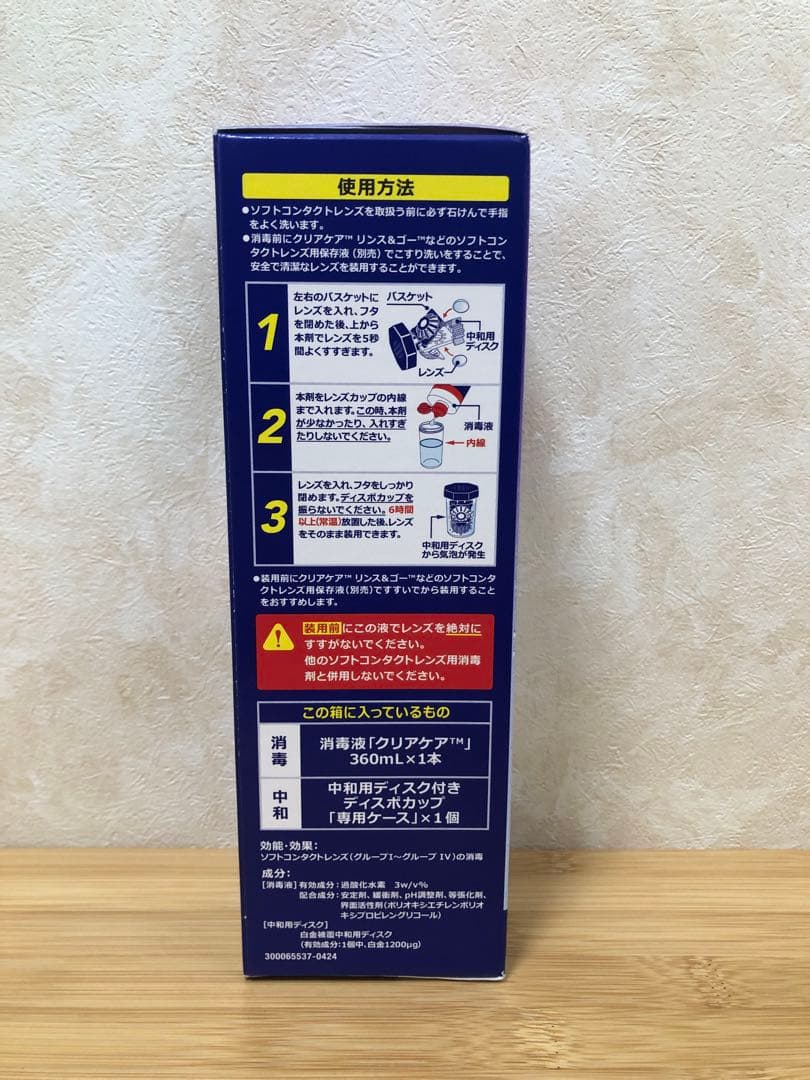 使用方法
●ソフトコンタクトレンズを取扱う前に必ず石けんで手指
をよく洗います。
●消毒前にクリアケア™ リンス&ゴー™などのソフトコン
タクトレンズ用保存液(別売)でこすり洗いをすることで、
安全で清潔なレンズを装用することができます。
1
左右のバスケットに
レンズを入れ、フタ
を閉めた後、上から
本剤でレンズを5秒
間よくすすぎます。
バスケット
中和用
ディスク
レンズ
2
本剤をレンズカップの内線
まで入れます。この時、本剤
が少なかったり、入れすぎ
たりしないでください。
消毒液
内線
3
レンズを入れ、フタをしっかり
閉めます。ディスポカップを
振らないでください。6時間
以上(常温)放置した後、レンズ
をそのまま装用できます。
中和用ディスク
から気泡が発生
●装用前にクリアケア™ リンス&ゴー™などのソフトコンタ
クトレンズ用保存液(別売)ですすいでから装用すること
をおすすめします。
装用前にこの液でレンズを絶対に
すすがないでください。
他のソフトコンタクトレンズ用消毒
剤と併用しないでください。
この箱に入っているもの
消毒
消毒液「クリアケア™」
360mL×1本
中和
中和用ディスク付き
ディスポカップ
「専用ケース」×1個
効能・効果:
ソフトコンタクトレンズ(グループI〜グループ IV)の消毒
成分:
[消毒液] 有効成分:過酸化水素 3w/v%
配合成分:安定剤、緩衝剤、pH調整剤、等張化剤、
界面活性剤(ポリオキシエチレンポリオ
キシプロピレングリコール)
[中和用ディスク]
白金被覆中和用ディスク
(有効成分:1個中、白金1200μg)
300065537-0424